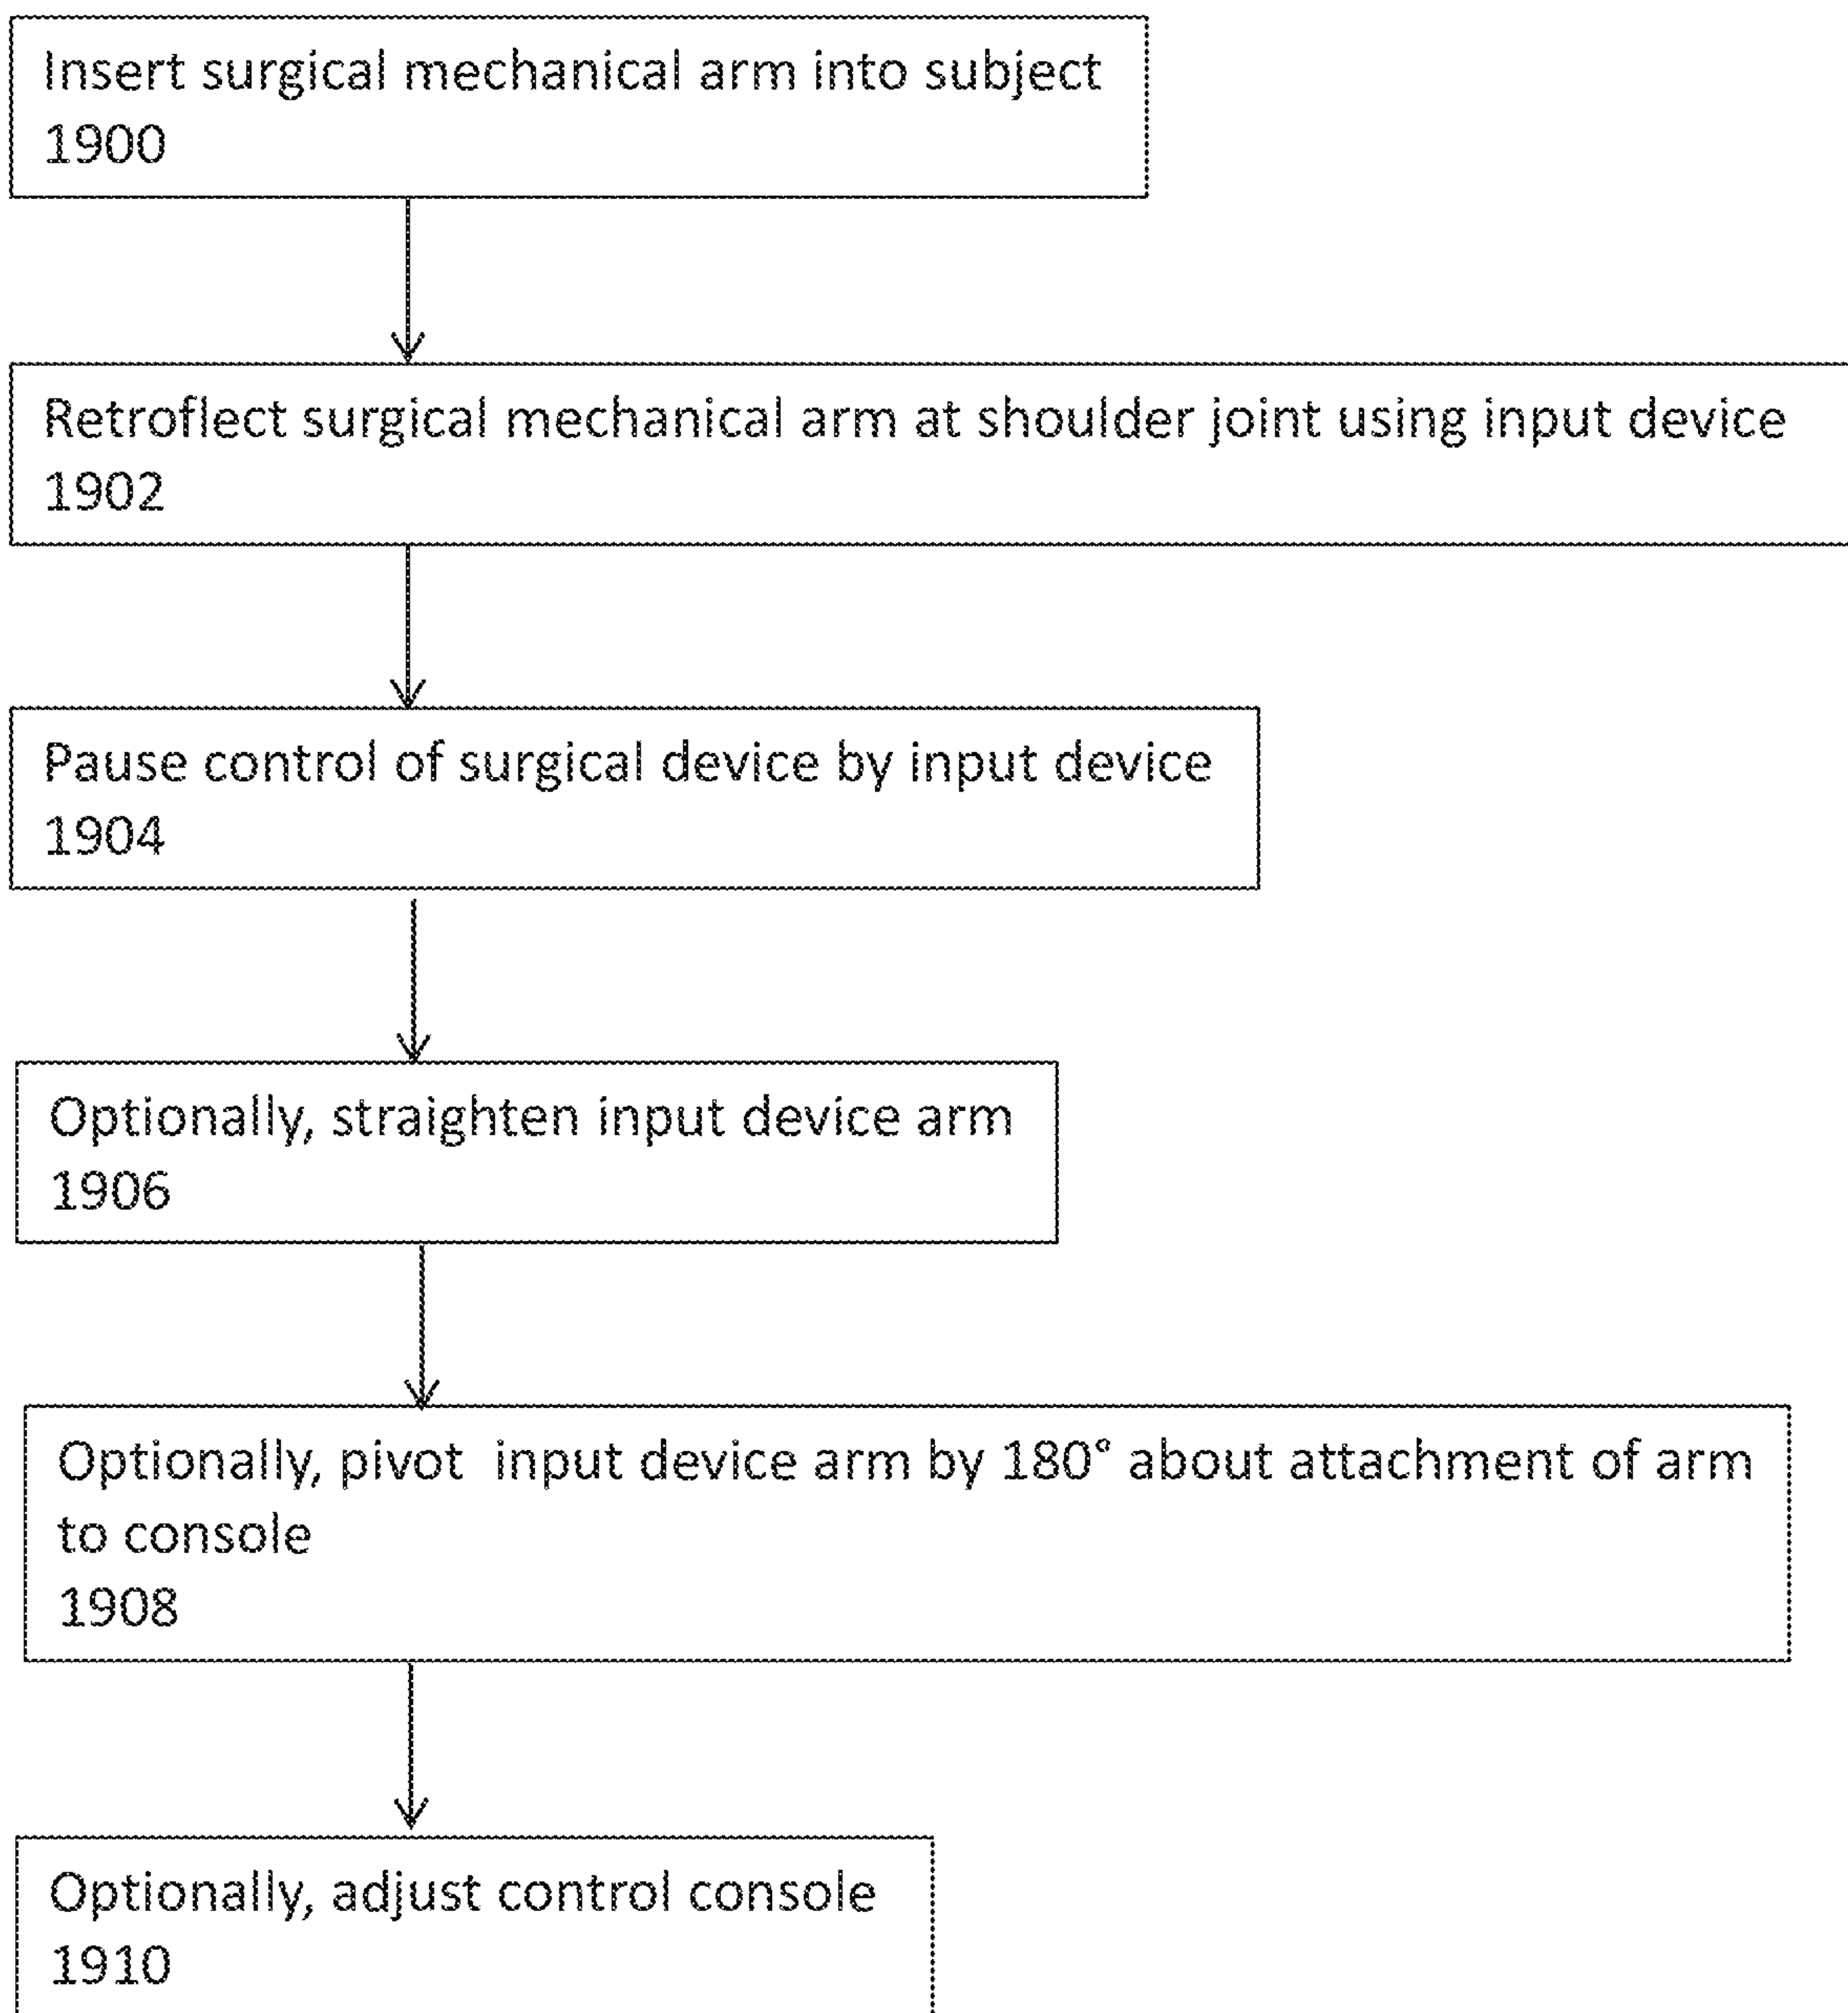 Insert surgical mechanical arm into subject
1900
Retroflect surgical mechanical arm at shoulder joint using input device
1902
Pause control of surgical device by input device
1904
Optionally, straighten input device arm
1906
Optionally, pivot  input device arm by 180° about attachment of arm
to console
1908
Optionally, adjust control console
1910